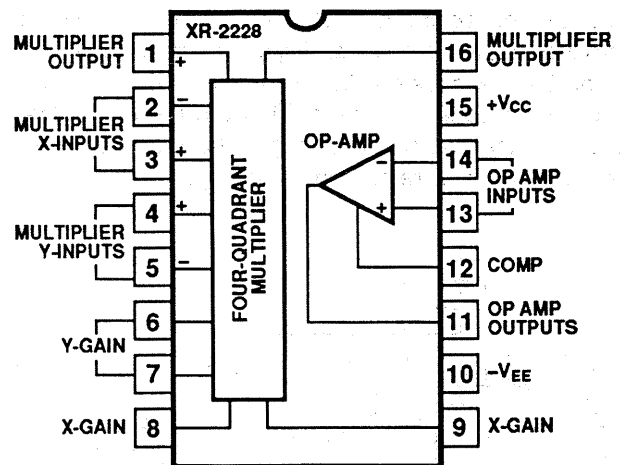 XR-2228
MULTIPLIER
OUTPUT
1
+
MULTIPLIFER
OUTPUT
16
2
−
MULTIPLIER
X-INPUTS
3
+
15
+VCC
OP-AMP
14
−
OP AMP
INPUTS
13
+
4
+
MULTIPLIER
Y-INPUTS
5
−
FOUR-QUADRANT
MULTIPLIER
12
COMP
6
Y-GAIN
7
11
OP AMP
OUTPUTS
10
−VEE
X-GAIN
8
9
X-GAIN